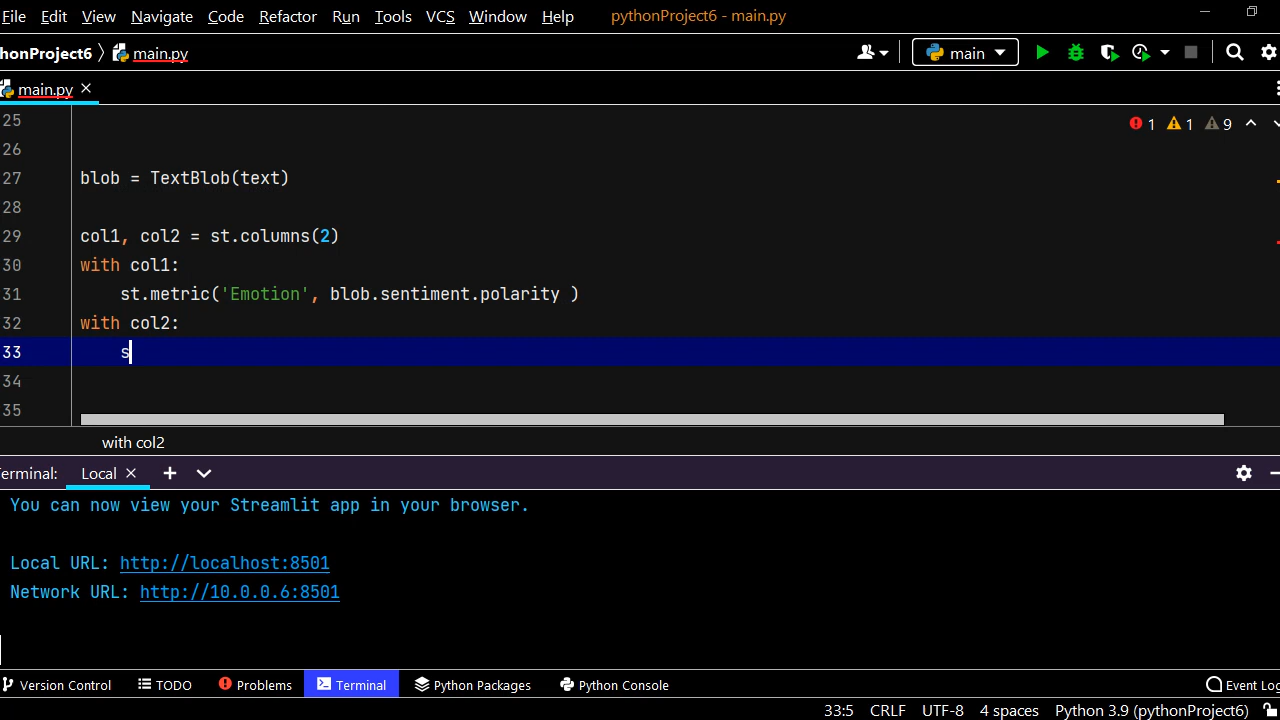 File Edit View Navigate Code Refactor Run Tools VCS Window Help pythonProject6 - main.py
honProject6 main.py main
main.py
1 1 9
25
26
27 blob = TextBlob(text)
28
29 col1, col2 = st.columns(2)
30 with col1:
31 st.metric('Emotion', blob.sentiment.polarity )
32 with col2:
33 s
34
35
with col2
erminal: Local
You can now view your Streamlit app in your browser.
Local URL: http://localhost:8501
Network URL: http://10.0.0.6:8501
Version Control TODO Problems Terminal Python Packages Python Console Event Log
33:5 CRLF UTF-8 4 spaces Python 3.9 (pythonProject6)